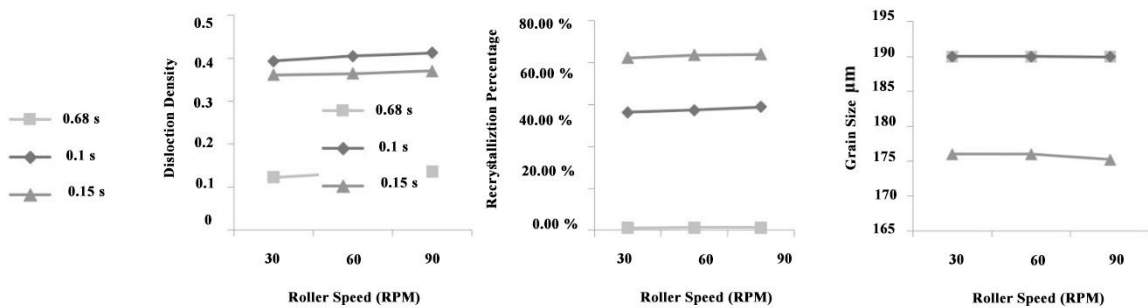 0.68 s
0.1 s
0.15 s
Disloction Density
0.5
0.4
0.3
0.2
0.1
0
0.68 s
0.1 s
0.15 s
30 60 90
Roller Speed (RPM)
Recrystalliztion Percentage
80.00 %
60.00 %
40.00 %
20.00 %
0.00 %
30 60 90
Roller Speed (RPM)
Grain Size μm
195
190
185
180
175
170
165
30 60 90
Roller Speed (RPM)